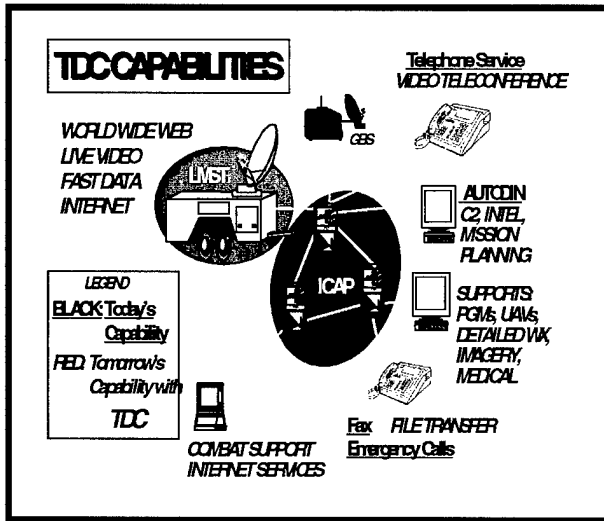 TDC CAPABILITIES
Telephone Service
VIDEO TELECONFERENCE
GBS
WORLD WIDE WEB
LIVE VIDEO
FAST DATA
INTERNET
LMST
ICAP
AUTODIN
C2, INTEL,
MISSION
PLANNING
SUPPORTS:
PGMs, UAVs,
DETAILED WX,
IMAGERY,
MEDICAL
LEGEND
BLACK: Today's
Capability
RED: Tomorrow's
Capability with
TDC
COMBAT SUPPORT
INTERNET SERVICES
Fax FILE TRANSFER
Emergency Calls